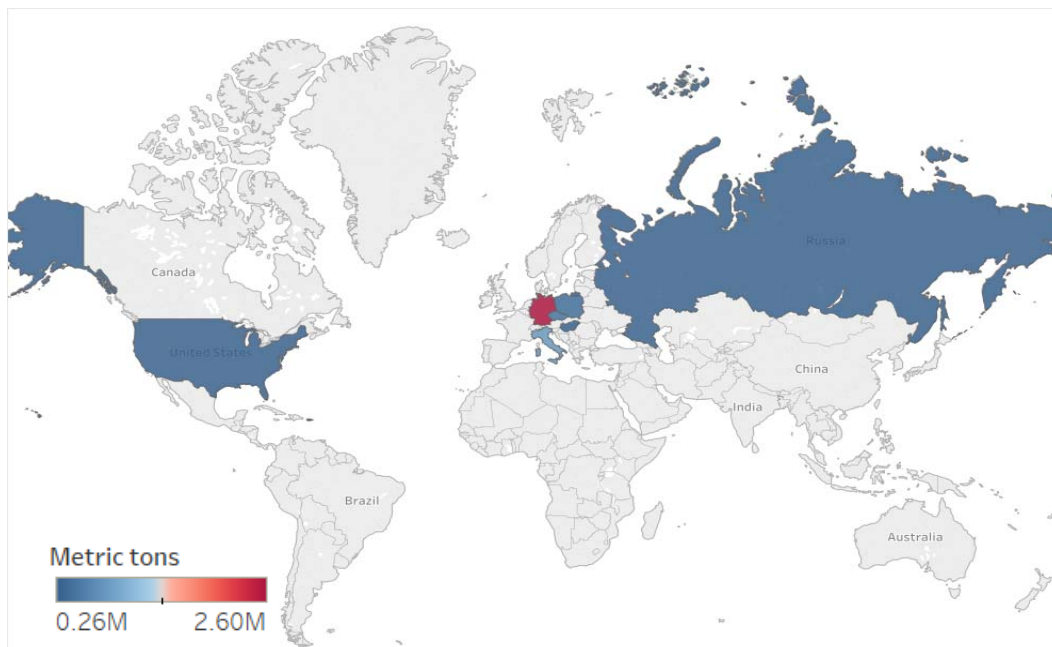 Canada
Russia
United States
China
India
Brazil
Australia
Metric tons
0.26M 2.60M